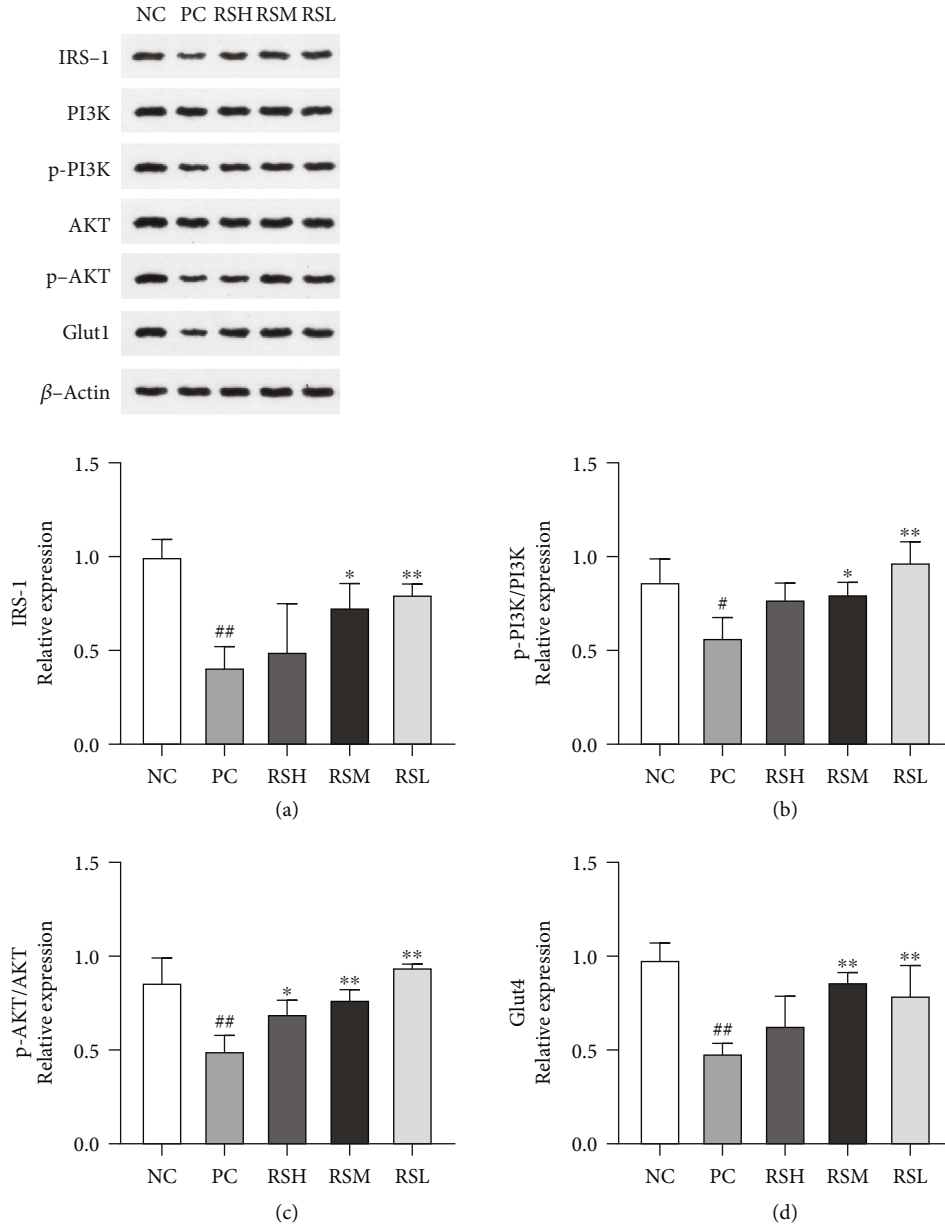 NC PC RSH RSM RSL
IRS–1
PI3K
p-PI3K
AKT
p–AKT
Glut1
β–Actin
1.5
1.0
0.5
0.0
IRS-1
Relative expression
##
*
**
NC PC RSH RSM RSL
(a)
1.5
1.0
0.5
0.0
p-PI3K/PI3K
Relative expression
#
*
**
NC PC RSH RSM RSL
(b)
1.5
1.0
0.5
0.0
p-AKT/AKT
Relative expression
##
*
**
**
NC PC RSH RSM RSL
(c)
1.5
1.0
0.5
0.0
Glut4
Relative expression
##
**
**
NC PC RSH RSM RSL
(d)